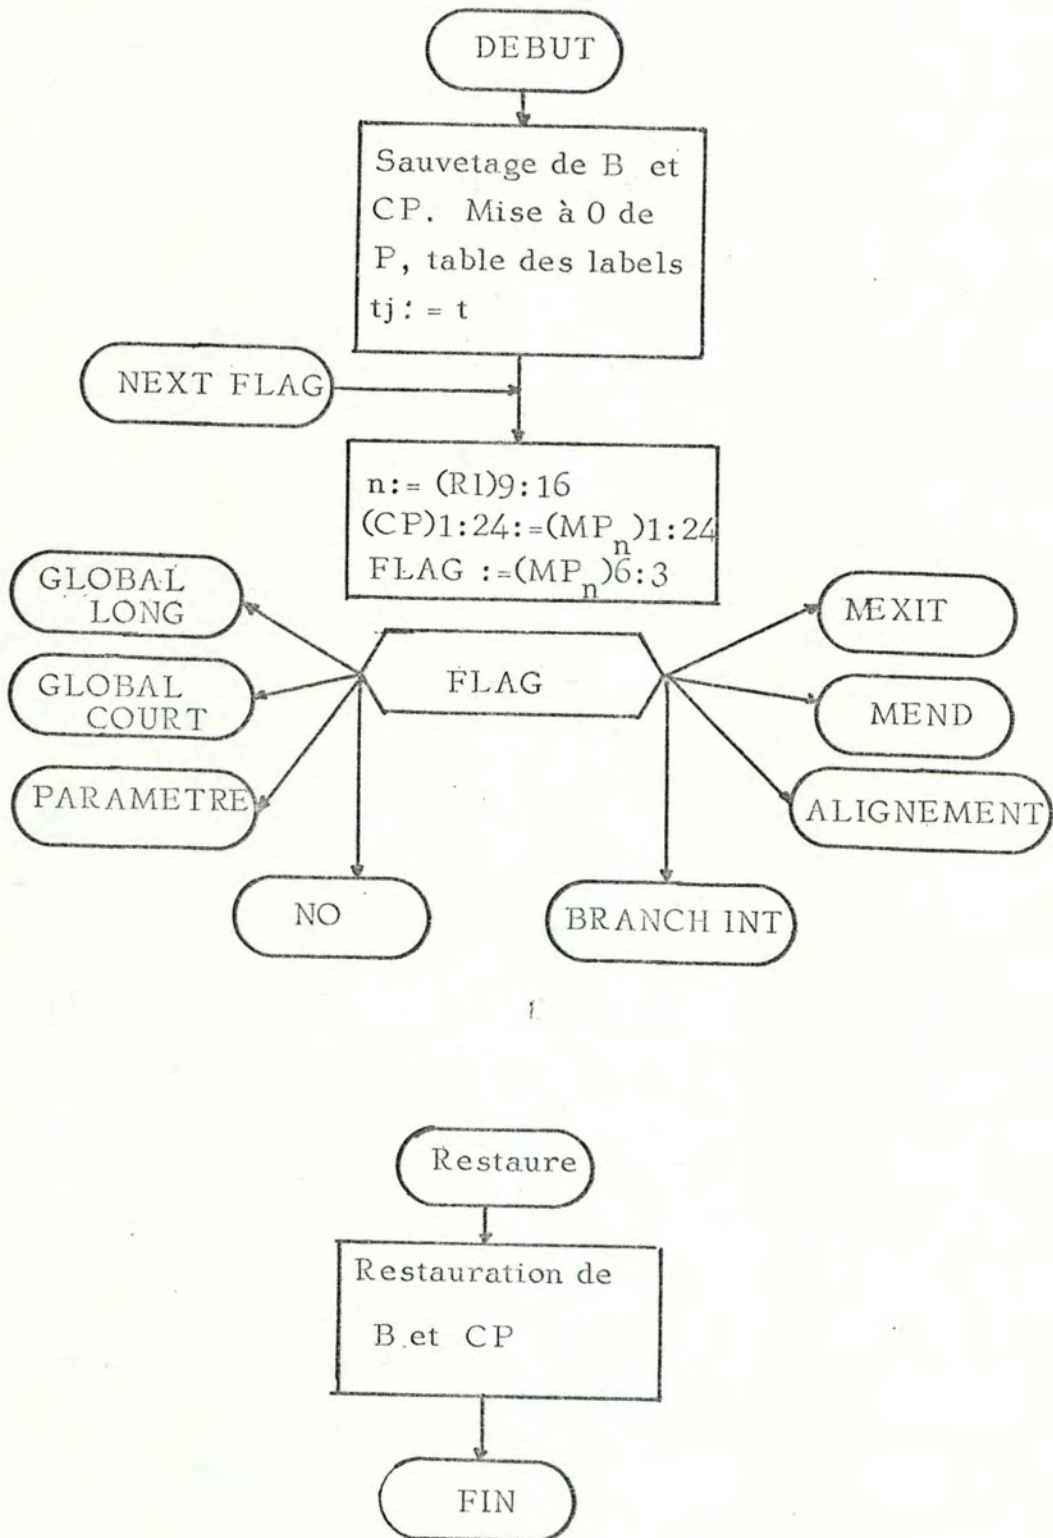 DEBUT
Sauvetage de B et
CP. Mise à 0 de
P, table des labels
tj: = t
NEXT FLAG
n:= (RI)9:16
(CP)1:24:=(MPn)1:24
FLAG :=(MPn)6:3
GLOBAL
LONG
GLOBAL
COURT
PARAMETRE
NO
FLAG
MEXIT
MEND
ALIGNEMENT
BRANCH INT
Restaure
Restauration de
B et CP
FIN